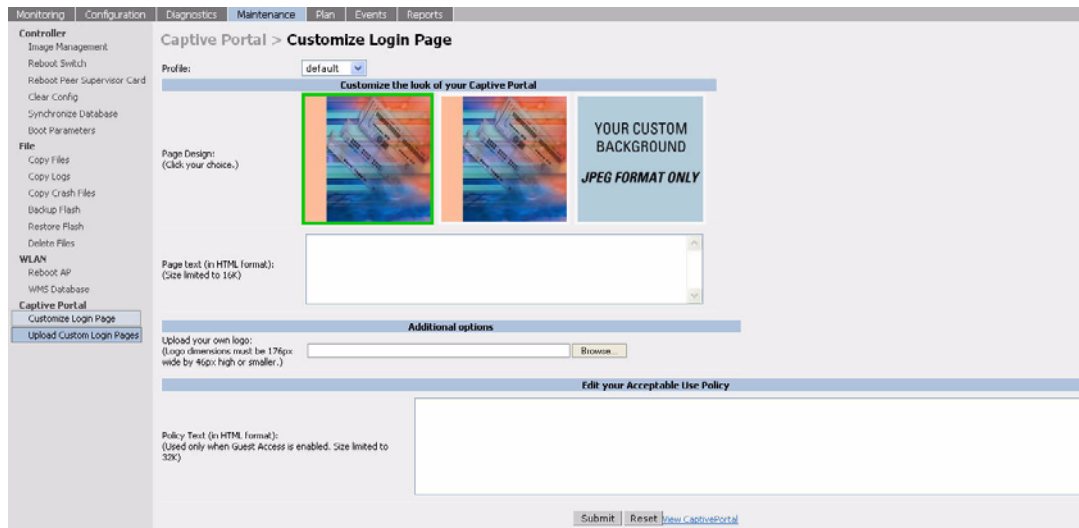 Monitoring Configuration Diagnostics Maintenance Plan Events Reports
Controller
Image Management
Reboot Switch
Reboot Peer Supervisor Card
Clear Config
Synchronize Database
Boot Parameters
File
Copy Files
Copy Logs
Copy Crash Files
Backup Flash
Restore Flash
Delete Files
WLAN
Reboot AP
WMS Database
Captive Portal
Customize Login Page
Upload Custom Login Pages
Captive Portal > Customize Login Page
Profile: default
Customize the look of your Captive Portal
Page Design:
(Click your choice.)
YOUR CUSTOM
BACKGROUND
JPEG FORMAT ONLY
Page text (in HTML format):
(Size limited to 16K)
Additional options
Upload your own logo:
(Logo dimensions must be 176px
wide by 46px high or smaller.)
Browse...
Edit your Acceptable Use Policy
Policy Text (in HTML format):
(Used only when Guest Access is enabled. Size limited to
32K)
Submit Reset View CaptivePortal